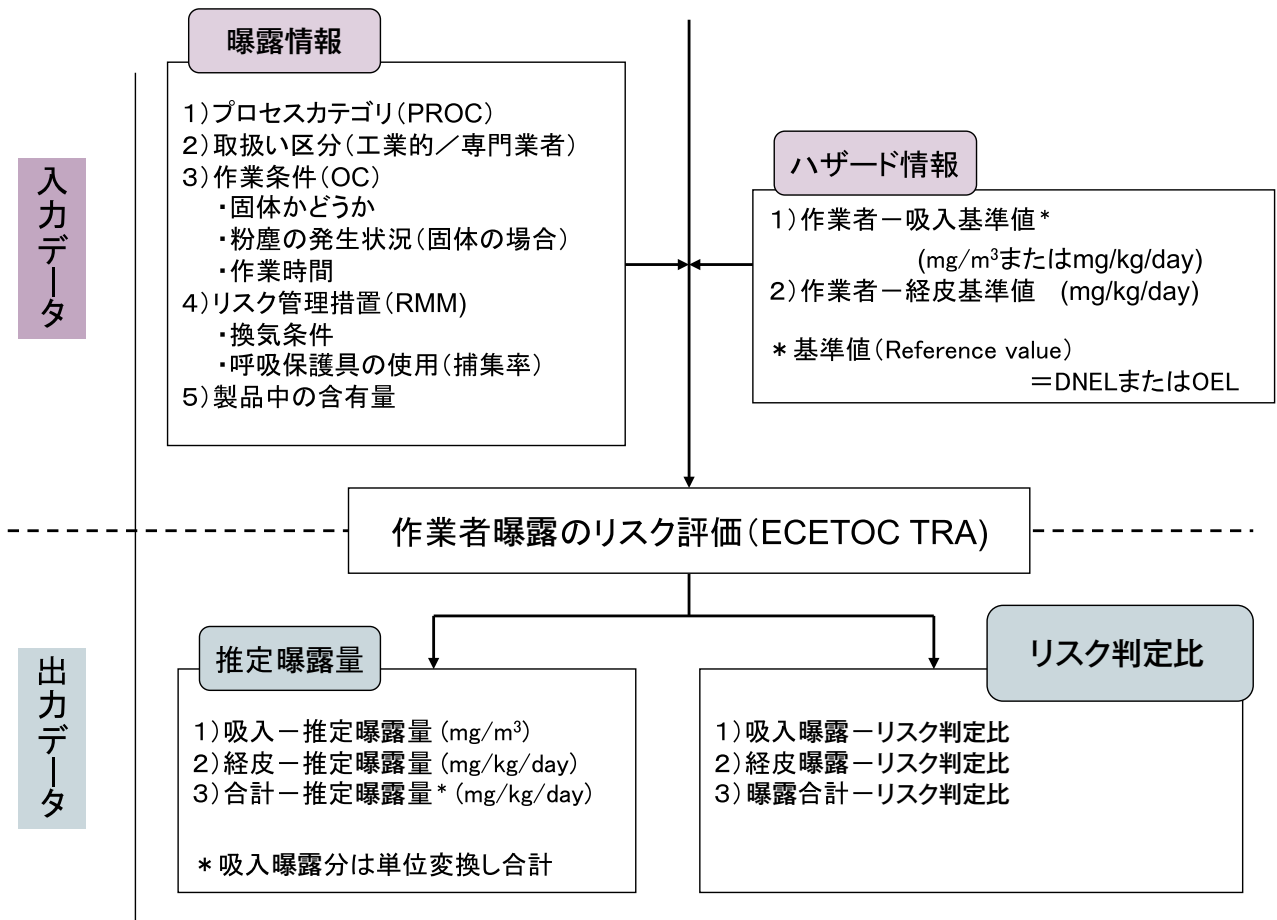 入力データ
曝露情報
1)プロセスカテゴリ(PROC)
2)取扱い区分(工業的／専門業者)
3)作業条件(OC)
・固体かどうか
・粉塵の発生状況(固体の場合)
・作業時間
4)リスク管理措置(RMM)
・換気条件
・呼吸保護具の使用(捕集率)
5)製品中の含有量
ハザード情報
1)作業者－吸入基準値*
(mg/m³またはmg/kg/day)
2)作業者－経皮基準値 (mg/kg/day)
*基準値(Reference value)
＝DNELまたはOEL
作業者曝露のリスク評価(ECETOC TRA)
出力データ
推定曝露量
1)吸入－推定曝露量 (mg/m³)
2)経皮－推定曝露量 (mg/kg/day)
3)合計－推定曝露量* (mg/kg/day)
*吸入曝露分は単位変換し合計
リスク判定比
1)吸入曝露－リスク判定比
2)経皮曝露－リスク判定比
3)曝露合計－リスク判定比